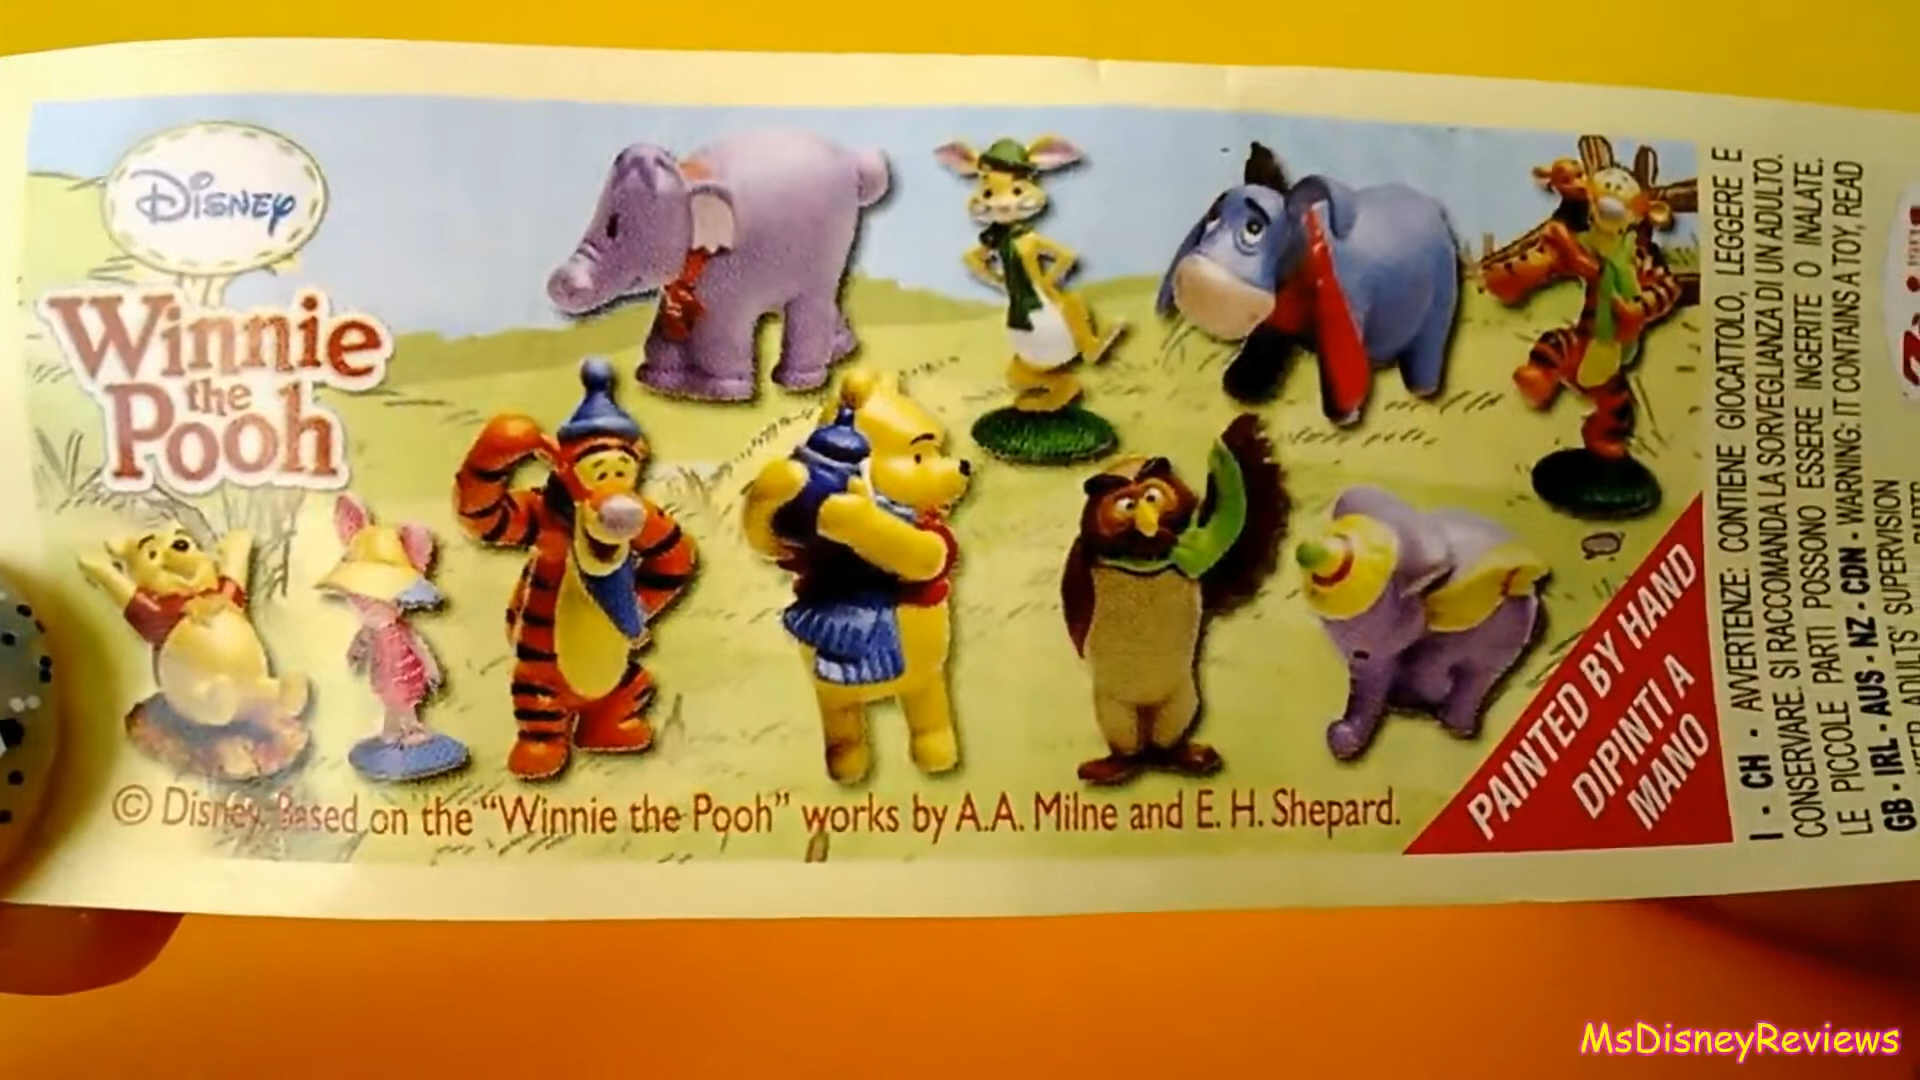 Disney
Winnie
the
Pooh
© Disney. Based on the "Winnie the Pooh" works by A.A. Milne and E. H. Shepard.
PAINTED BY HAND
DIPINTI A
MANO
I - CH - AVVERTENZE: CONTIENE GIOCATTOLO, LEGGERE E
CONSERVARE. SI RACCOMANDA LA SORVEGLIANZA DI UN ADULTO.
LE PICCOLE PARTI POSSONO ESSERE INGERITE O INALATE.
GB - IRL - AUS - NZ - CDN - WARNING: IT CONTAINS A TOY, READ
ADULTS' SUPERVISION
MsDisneyReviews